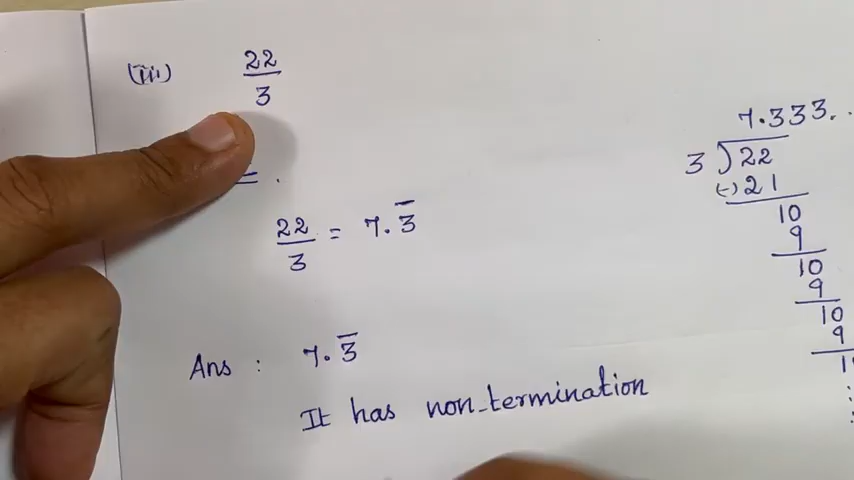 (iii) 22/3
= .
22/3 = 7.3̅
Ans : 7.3̅
It has non-termination
7.333...
3 ) 22
(-) 21
10
9
10
9
10
9
1